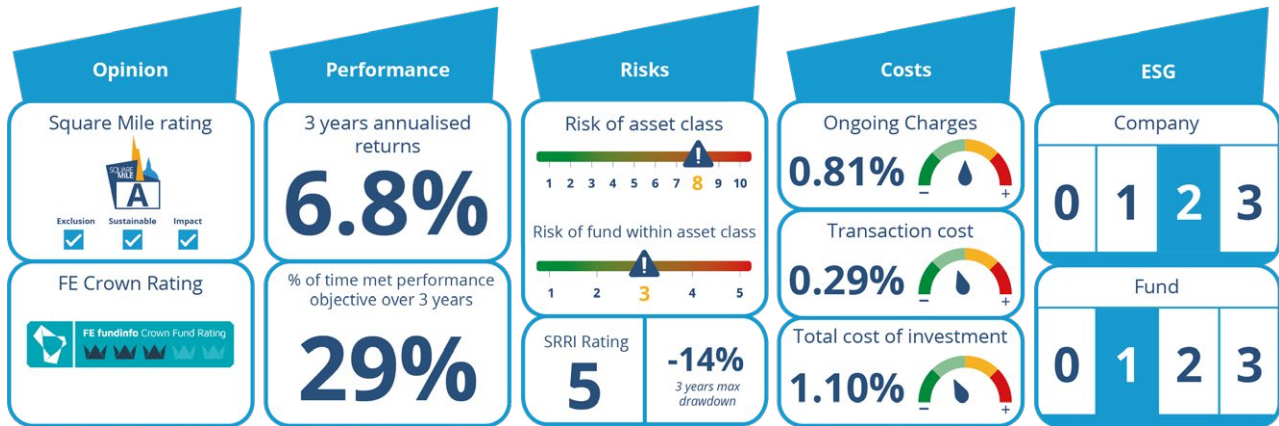 Opinion
Square Mile rating
SQUARE
MILE
A
Exclusion Sustainable Impact
FE Crown Rating
FE fundinfo Crown Fund Rating
Performance
3 years annualised
returns
6.8%
% of time met performance
objective over 3 years
29%
Risks
Risk of asset class
!
1 2 3 4 5 6 7 8 9 10
Risk of fund within asset class
!
1 2 3 4 5
SRRI Rating
5
-14%
3 years max
drawdown
Costs
Ongoing Charges
0.81%
- +
Transaction cost
0.29%
- +
Total cost of investment
1.10%
- +
ESG
Company
0 1 2 3
Fund
0 1 2 3